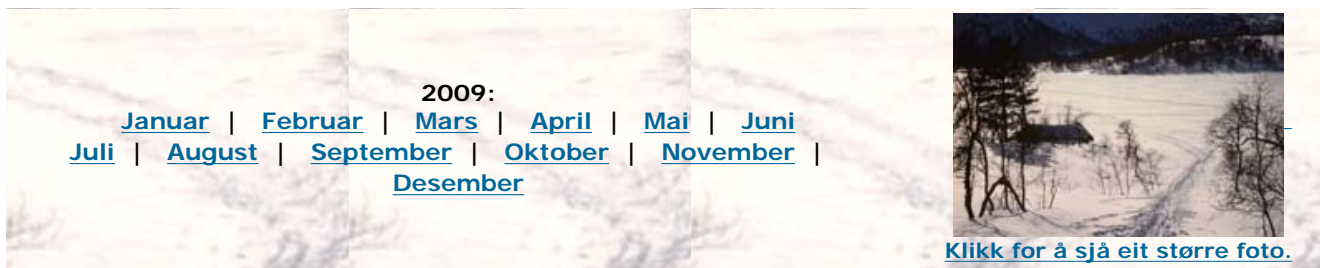 2009:
Januar | Februar | Mars | April | Mai | Juni
Juli | August | September | Oktober | November |
Desember
Klikk for å sjå eit større foto.